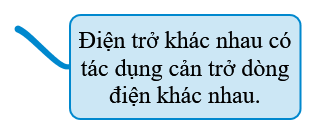 Điện trở khác nhau có
tác dụng cản trở dòng
điện khác nhau.